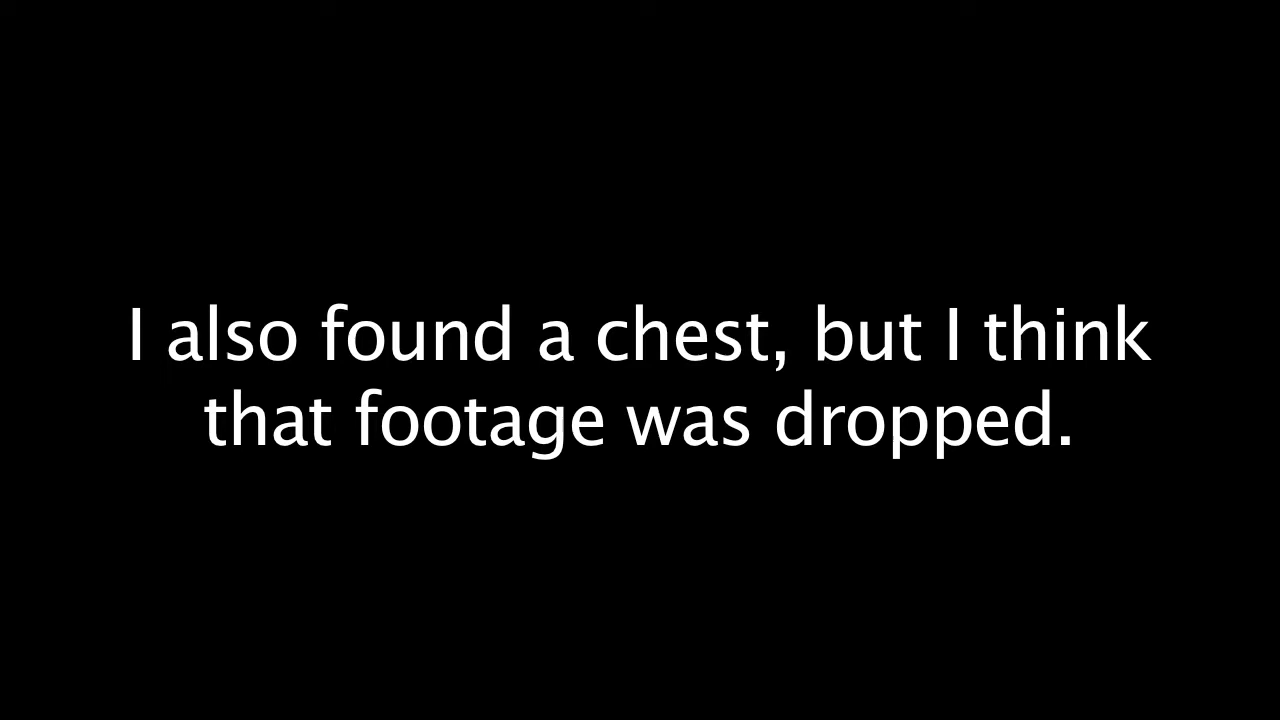 I also found a chest, but I think
that footage was dropped.